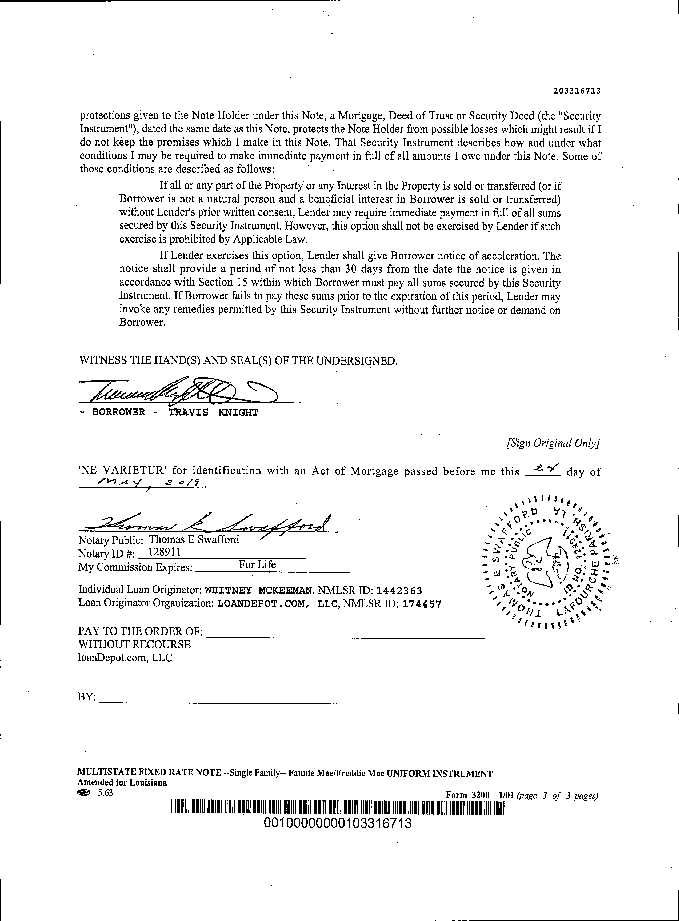 103316713
protections given to the Note Holder under this Note, a Mortgage, Deed of Trust or Security Deed (the "Security
Instrument"), dated the same date as this Note, protects the Note Holder from possible losses which might result if I
do not keep the promises which I make in this Note. That Security Instrument describes how and under what
conditions I may be required to make immediate payment in full of all amounts I owe under this Note. Some of
those conditions are described as follows:
If all or any part of the Property or any Interest in the Property is sold or transferred (or if
Borrower is not a natural person and a beneficial interest in Borrower is sold or transferred)
without Lender's prior written consent, Lender may require immediate payment in full of all sums
secured by this Security Instrument. However, this option shall not be exercised by Lender if such
exercise is prohibited by Applicable Law.
If Lender exercises this option, Lender shall give Borrower notice of acceleration. The
notice shall provide a period of not less than 30 days from the date the notice is given in
accordance with Section 15 within which Borrower must pay all sums secured by this Security
Instrument. If Borrower fails to pay these sums prior to the expiration of this period, Lender may
invoke any remedies permitted by this Security Instrument without further notice or demand on
Borrower.
WITNESS THE HAND(S) AND SEAL(S) OF THE UNDERSIGNED.
- BORROWER - TRAVIS KNIGHT
[Sign Original Only]
'NE VARIETUR' for identification with an Act of Mortgage passed before me this 24 day of
May, 2019.
Thomas E Swafford
Notary Public: Thomas E Swafford
Notary ID #: 128911
My Commission Expires: For Life
THOMAS E SWAFFORD
LAFOURCHE PARISH, LA
NOTARY PUBLIC
Individual Loan Originator: WHITNEY MCKEEMAN, NMLSR ID: 1442363
Loan Originator Organization: LOANDEPOT.COM, LLC, NMLSR ID: 174457
PAY TO THE ORDER OF:
WITHOUT RECOURSE
loanDepot.com, LLC
BY:
MULTISTATE FIXED RATE NOTE --Single Family-- Fannie Mae/Freddie Mac UNIFORM INSTRUMENT
Amended for Louisiana
5.63
Form 3200 1/01 (page 3 of 3 pages)
00100000000103316713